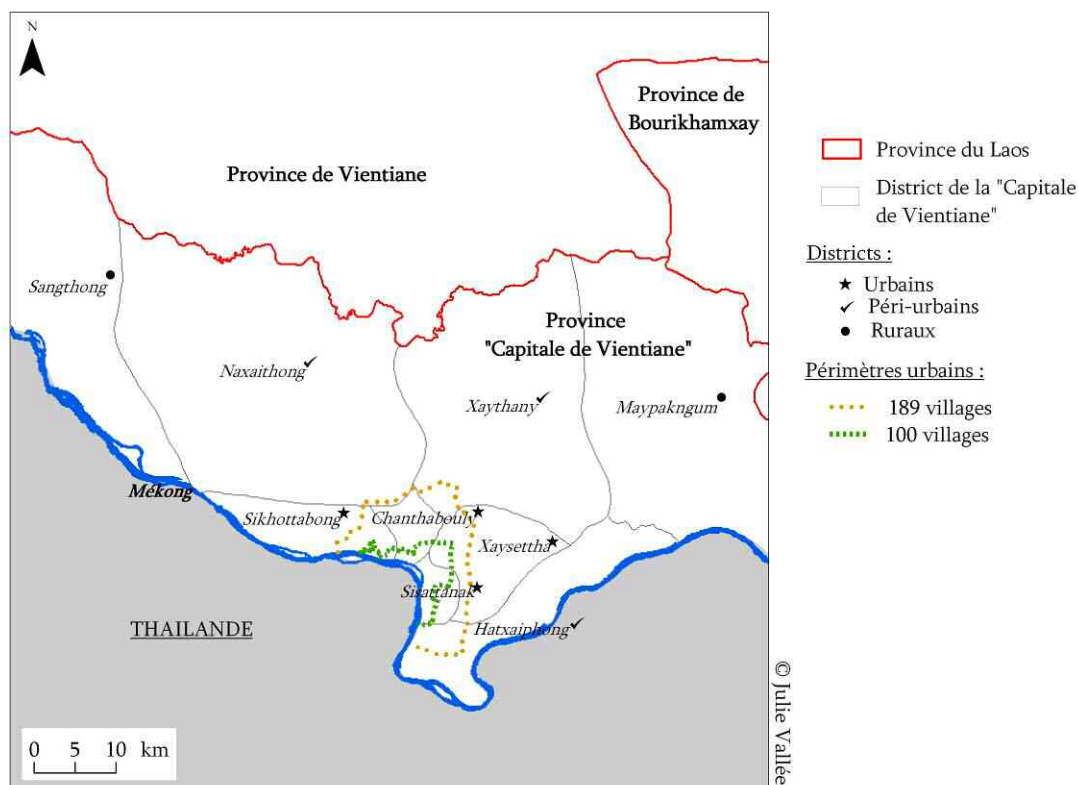 N
Province de
Bourikhamxay
Province de Vientiane
Sangthong
Province
"Capitale de Vientiane"
Naxaithong
Xaythany
Maypakngum
Mékong
Sikhottabong
Chanthabouly
Xaysettha
Sisattanak
Hatxaiphong
THAILANDE
0 5 10 km
© Julie Vallée
Province du Laos
District de la "Capitale
de Vientiane"
Districts :
Urbains
Péri-urbains
Ruraux
Périmètres urbains :
189 villages
100 villages